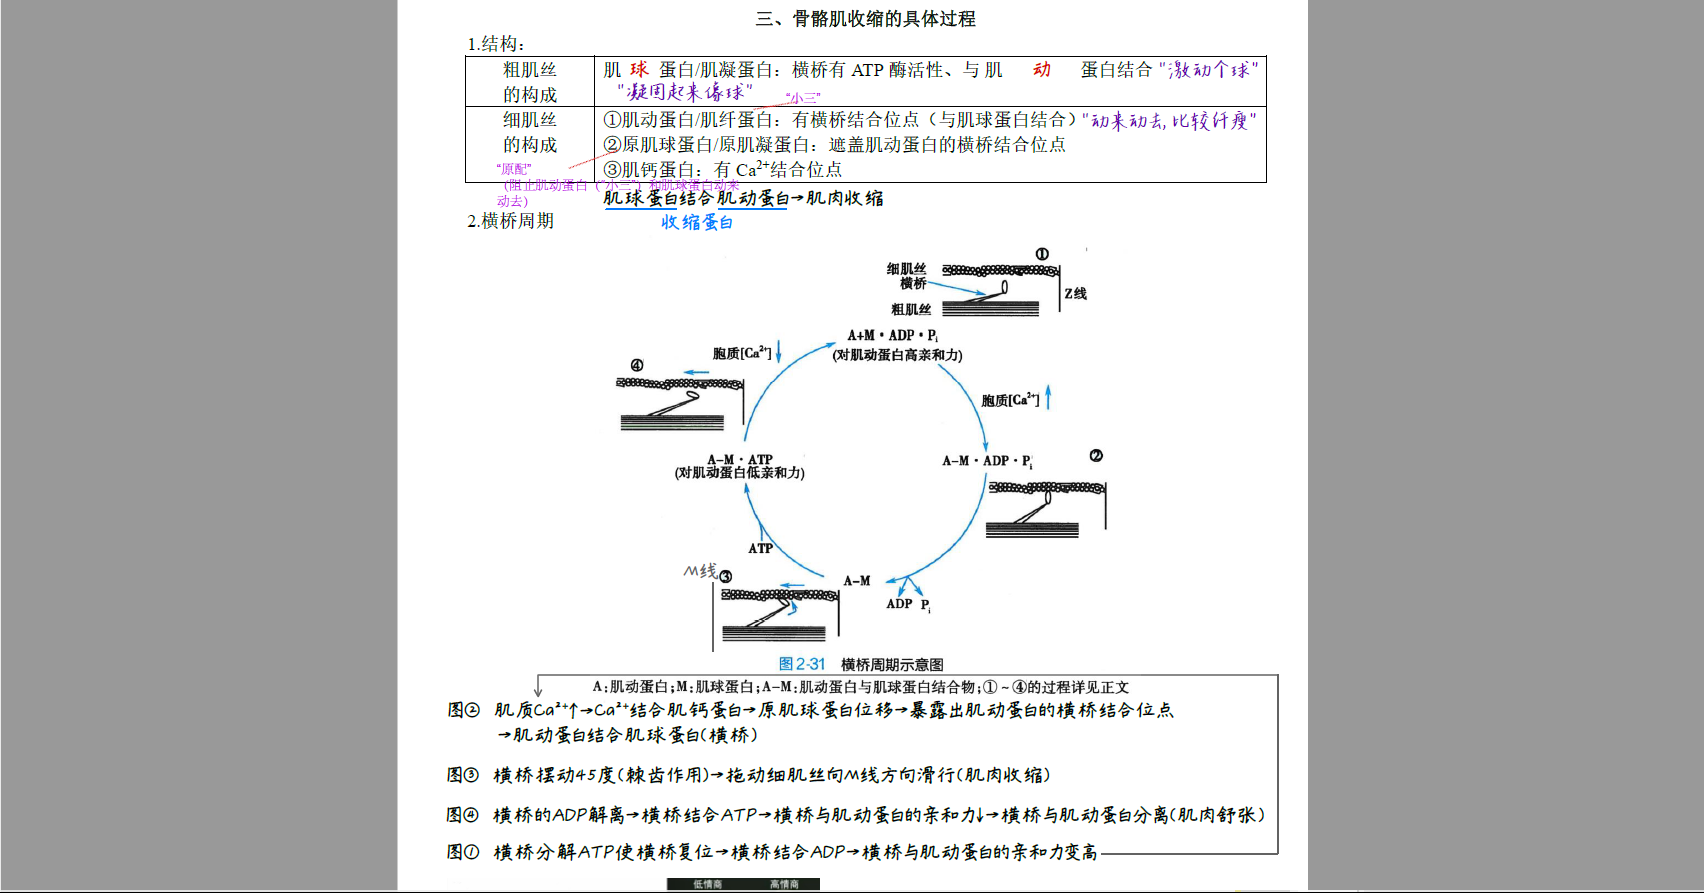 三、骨骼肌收缩的具体过程
1.结构：
粗肌丝的构成
肌 球 蛋白/肌凝蛋白：横桥有 ATP 酶活性、与 肌 动 蛋白结合 "激动个球"
"凝固起来像球"
“小三”
细肌丝的构成
①肌动蛋白/肌纤蛋白：有横桥结合位点（与肌球蛋白结合） "动来动去,比较纤瘦"
②原肌球蛋白/原肌凝蛋白：遮盖肌动蛋白的横桥结合位点
③肌钙蛋白：有 Ca²⁺结合位点
“原配”
（阻止肌动蛋白（“小三”）和肌球蛋白动来
动去）
肌球蛋白结合肌动蛋白→肌肉收缩
收缩蛋白
2.横桥周期
①
细肌丝
横桥
粗肌丝
Z线
A+M・ADP・Pi
(对肌动蛋白高亲和力)
胞质[Ca²⁺]↓
④
胞质[Ca²⁺]↑
A-M・ATP
(对肌动蛋白低亲和力)
A-M・ADP・Pi
②
ATP
M线
③
A-M
ADP Pi
图 2-31 横桥周期示意图
A:肌动蛋白;M:肌球蛋白;A-M:肌动蛋白与肌球蛋白结合物;①~④的过程详见正文
图② 肌质Ca²⁺↑→Ca²⁺结合肌钙蛋白→原肌球蛋白位移→暴露出肌动蛋白的横桥结合位点
→肌动蛋白结合肌球蛋白(横桥)
图③ 横桥摆动45度(棘齿作用)→拖动细肌丝向M线方向滑行(肌肉收缩)
图④ 横桥的ADP解离→横桥结合ATP→横桥与肌动蛋白的亲和力↓→横桥与肌动蛋白分离(肌肉舒张)
图① 横桥分解ATP使横桥复位→横桥结合ADP→横桥与肌动蛋白的亲和力变高
低情商 高情商